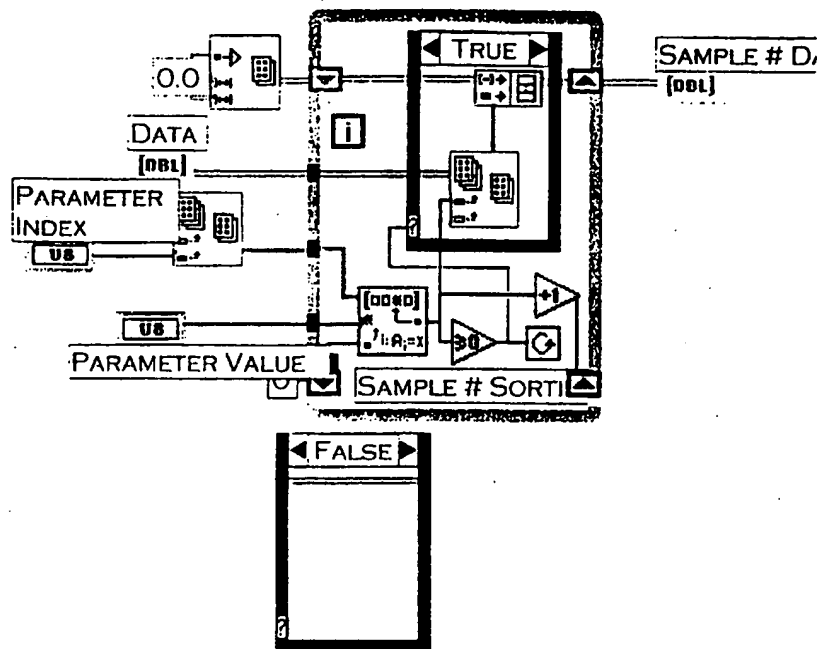 TRUE
SAMPLE # DA
0.0
[DBL]
DATA
i
[DBL]
PARAMETER
INDEX
U8
?
+1
U8
i: Ai=X
≥0
PARAMETER VALUE
SAMPLE # SORTI
FALSE
?